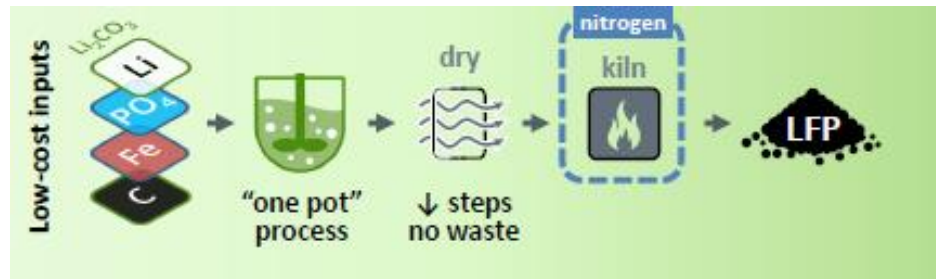 Low-cost inputs
Li₂CO₃
Li
PO₄
Fe
C
"one pot"
process
dry
↓ steps
no waste
nitrogen
kiln
LFP